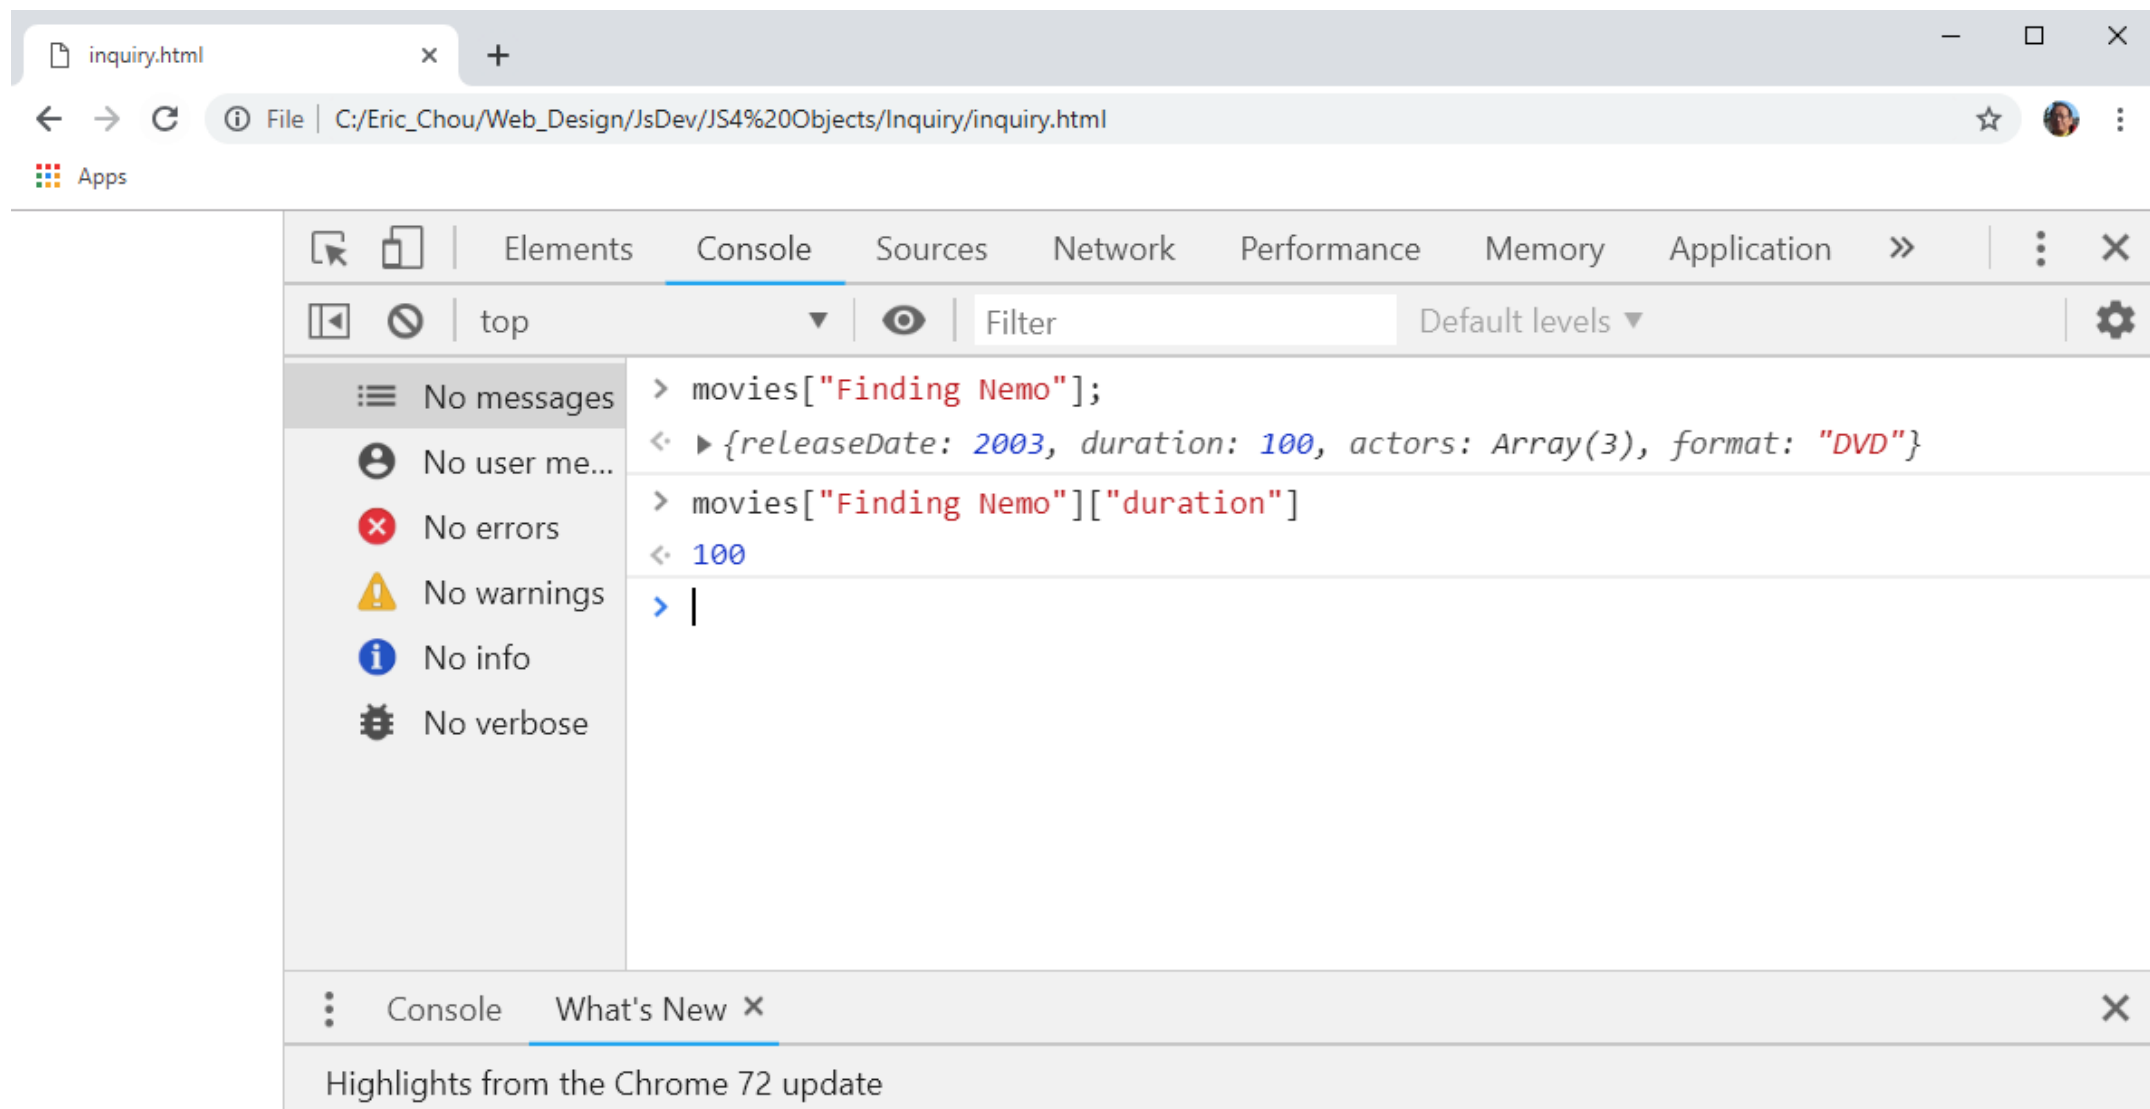 inquiry.html
File | C:/Eric_Chou/Web_Design/JsDev/JS4%20Objects/Inquiry/inquiry.html
Apps
Elements Console Sources Network Performance Memory Application »
top Filter Default levels
No messages
No user me...
No errors
No warnings
No info
No verbose
> movies["Finding Nemo"];
{releaseDate: 2003, duration: 100, actors: Array(3), format: "DVD"}
> movies["Finding Nemo"]["duration"]
100
>
Console What's New
Highlights from the Chrome 72 update